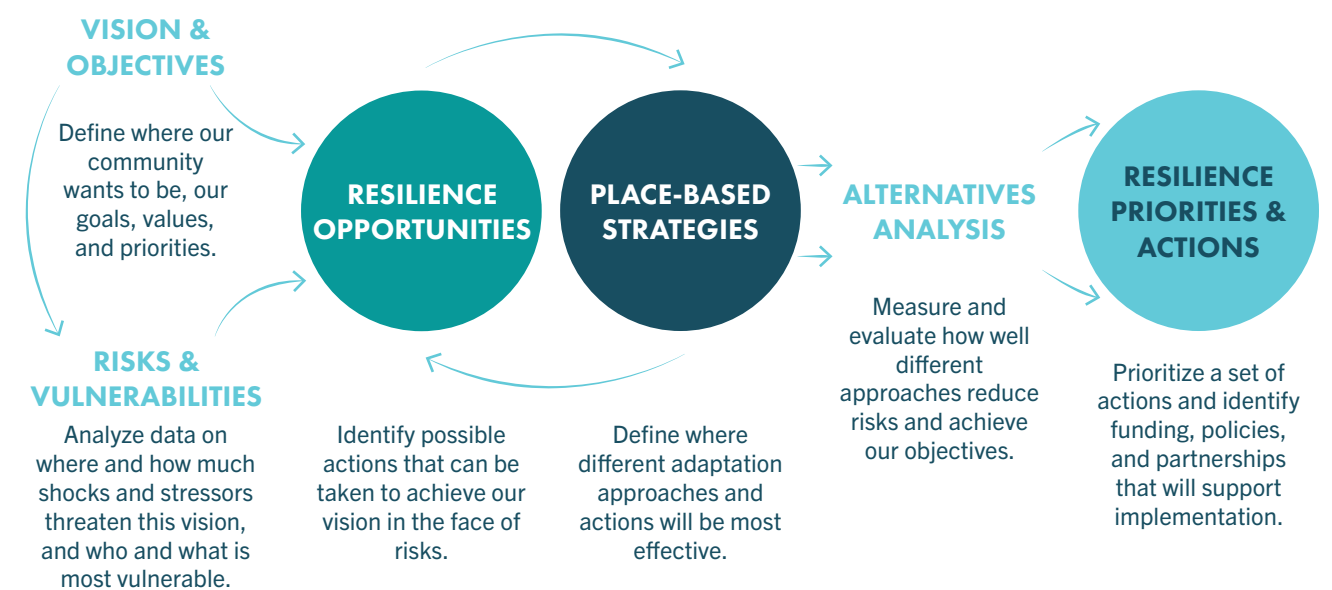 VISION &
OBJECTIVES
Define where our
community
wants to be, our
goals, values,
and priorities.
RISKS &
VULNERABILITIES
Analyze data on
where and how much
shocks and stressors
threaten this vision,
and who and what is
most vulnerable.
RESILIENCE
OPPORTUNITIES
Identify possible
actions that can be
taken to achieve our
vision in the face of
risks.
PLACE-BASED
STRATEGIES
Define where
different adaptation
approaches and
actions will be most
effective.
ALTERNATIVES
ANALYSIS
Measure and
evaluate how well
different
approaches reduce
risks and achieve
our objectives.
RESILIENCE
PRIORITIES &
ACTIONS
Prioritize a set of
actions and identify
funding, policies,
and partnerships
that will support
implementation.